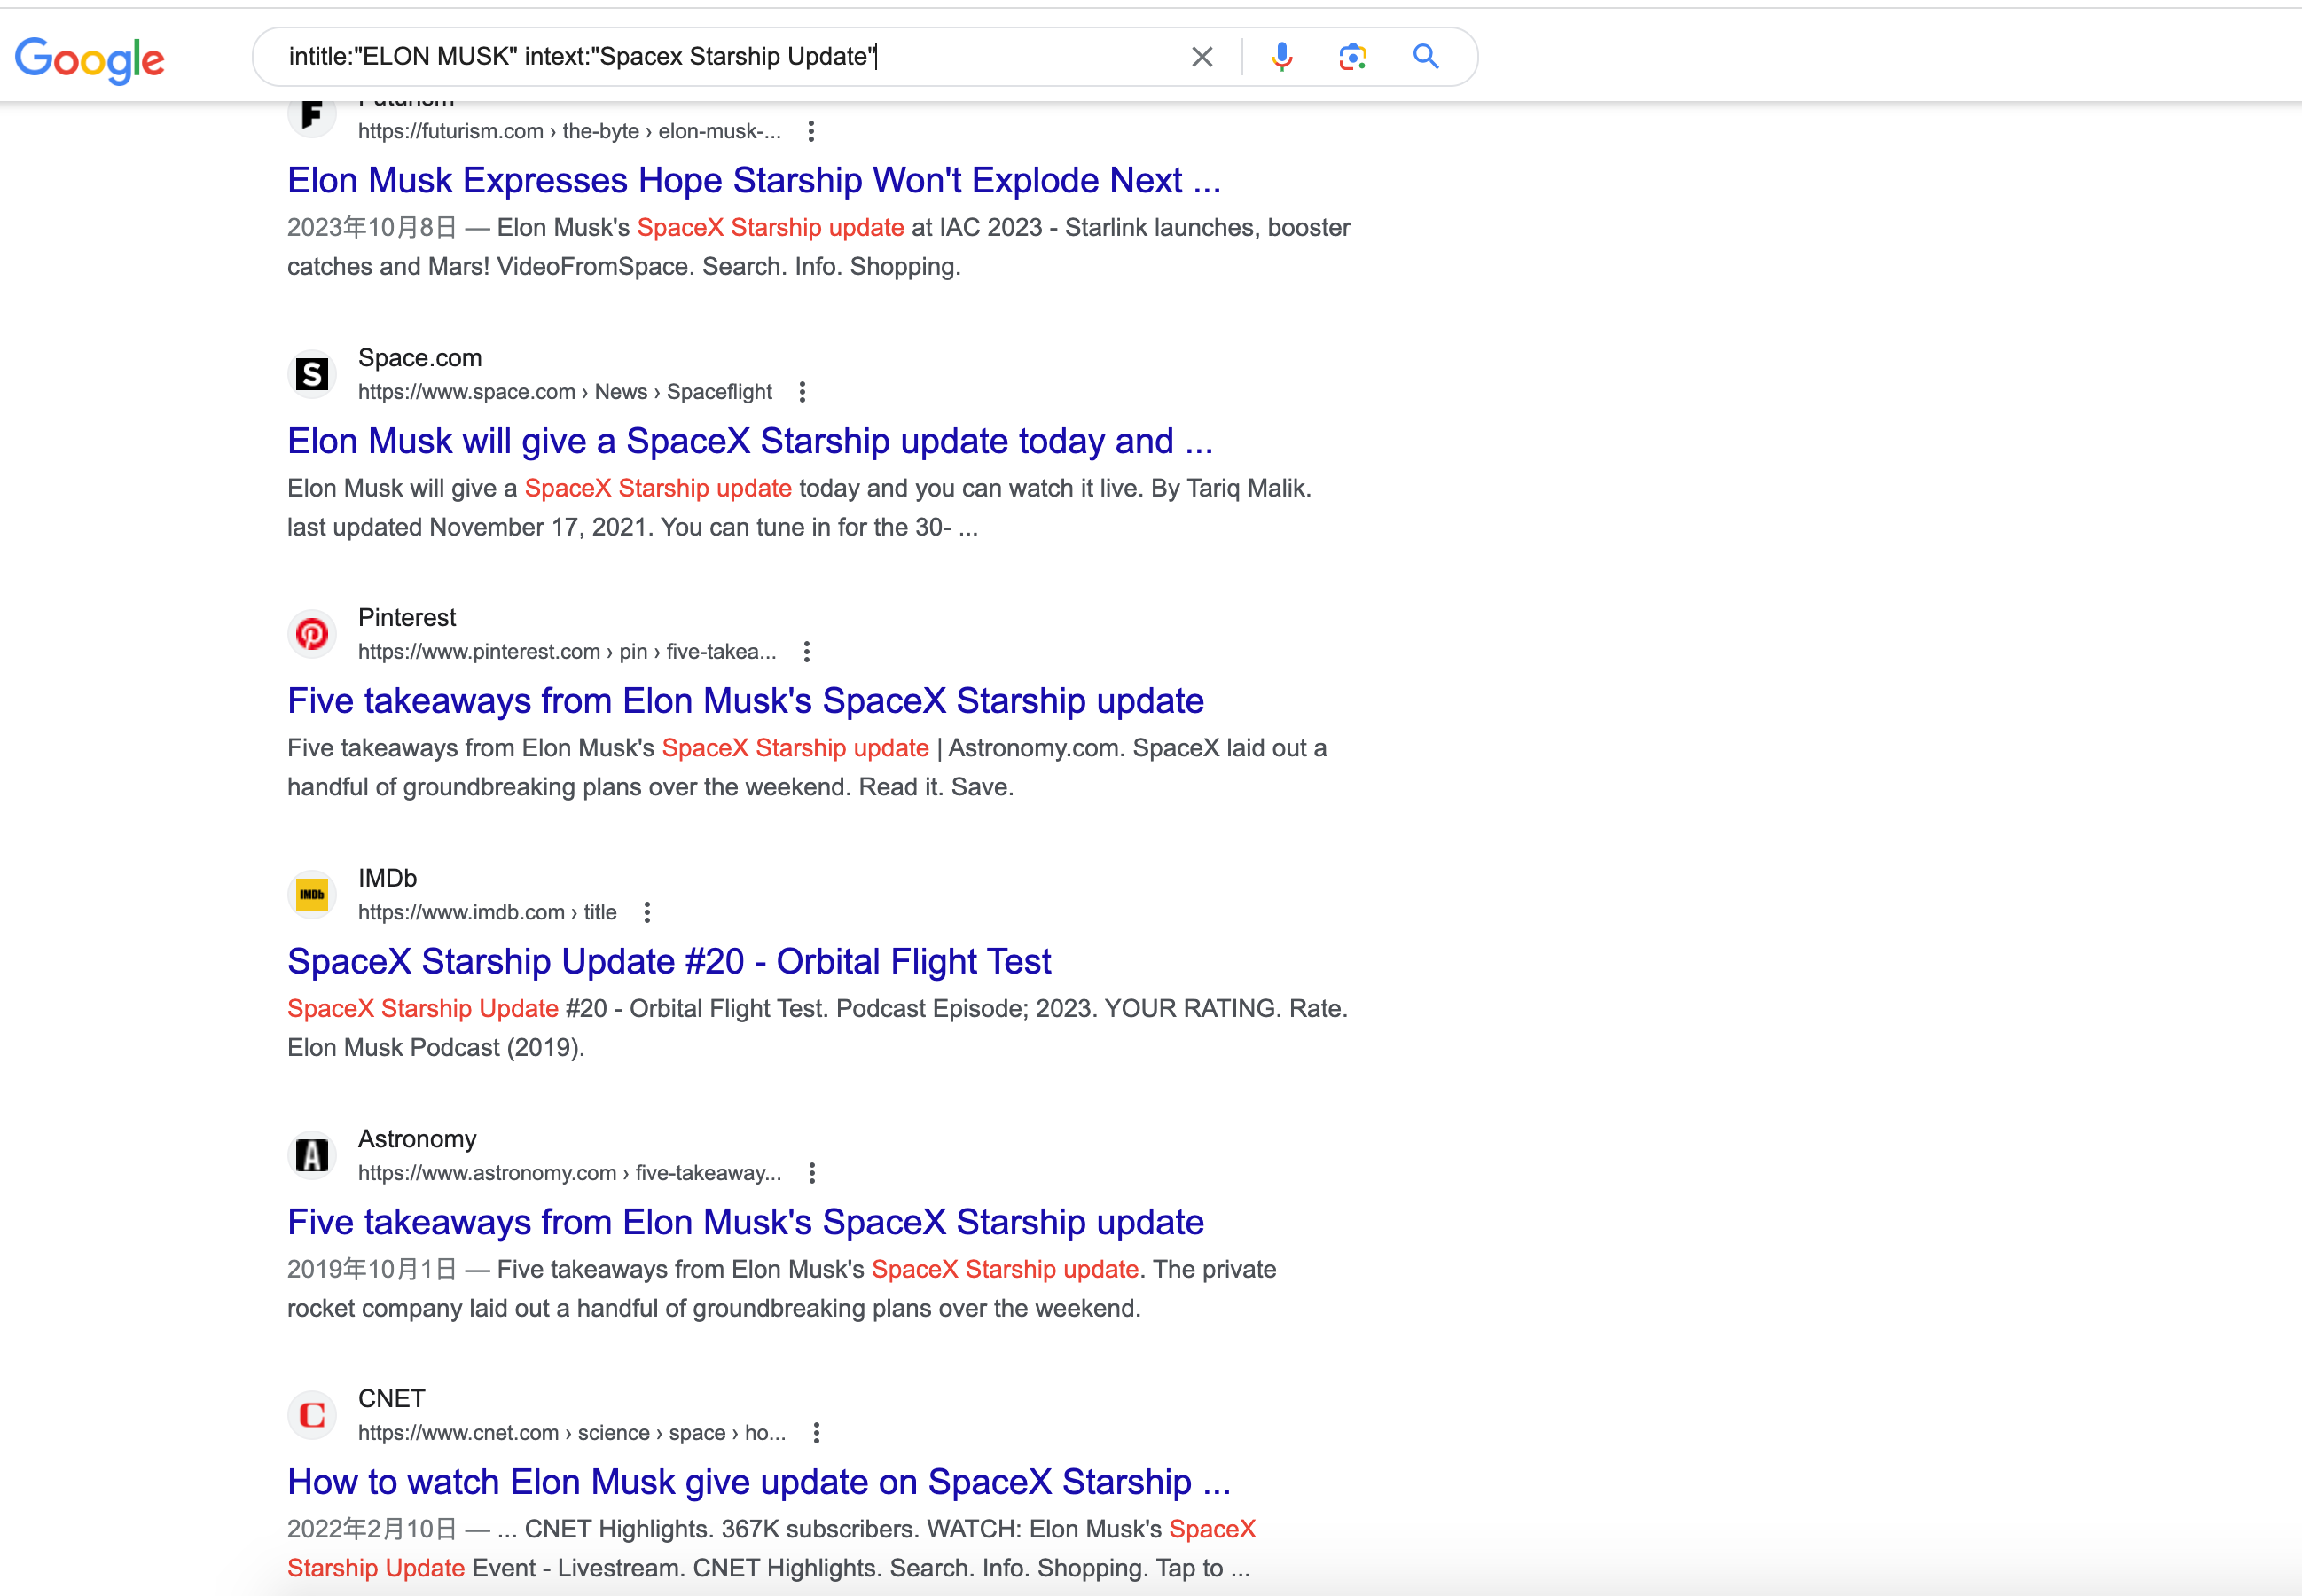 Google
intitle:"ELON MUSK" intext:"Spacex Starship Update"
Futurism
https://futurism.com › the-byte › elon-musk-...
Elon Musk Expresses Hope Starship Won't Explode Next ...
2023年10月8日 — Elon Musk's SpaceX Starship update at IAC 2023 - Starlink launches, booster
catches and Mars! VideoFromSpace. Search. Info. Shopping.
Space.com
https://www.space.com › News › Spaceflight
Elon Musk will give a SpaceX Starship update today and ...
Elon Musk will give a SpaceX Starship update today and you can watch it live. By Tariq Malik.
last updated November 17, 2021. You can tune in for the 30- ...
Pinterest
https://www.pinterest.com › pin › five-takea...
Five takeaways from Elon Musk's SpaceX Starship update
Five takeaways from Elon Musk's SpaceX Starship update | Astronomy.com. SpaceX laid out a
handful of groundbreaking plans over the weekend. Read it. Save.
IMDb
IMDb
https://www.imdb.com › title
SpaceX Starship Update #20 - Orbital Flight Test
SpaceX Starship Update #20 - Orbital Flight Test. Podcast Episode; 2023. YOUR RATING. Rate.
Elon Musk Podcast (2019).
Astronomy
https://www.astronomy.com › five-takeaway...
Five takeaways from Elon Musk's SpaceX Starship update
2019年10月1日 — Five takeaways from Elon Musk's SpaceX Starship update. The private
rocket company laid out a handful of groundbreaking plans over the weekend.
CNET
https://www.cnet.com › science › space › ho...
How to watch Elon Musk give update on SpaceX Starship ...
2022年2月10日 — ... CNET Highlights. 367K subscribers. WATCH: Elon Musk's SpaceX
Starship Update Event - Livestream. CNET Highlights. Search. Info. Shopping. Tap to ...